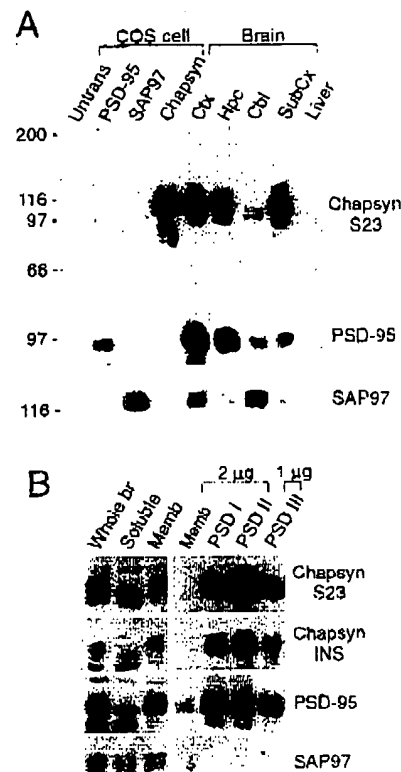 A
COS cell Brain
Untrans PSD-95 SAP97 Chapsyn Ctx Hpc Cbl SubCx Liver
200 -
116 -
97 -
Chapsyn
S23
66 -
97 -
PSD-95
116 -
SAP97
B
2 µg 1 µg
Whole br Soluble Memb Memb PSD I PSD II PSD III
Chapsyn
S23
Chapsyn
INS
PSD-95
SAP97